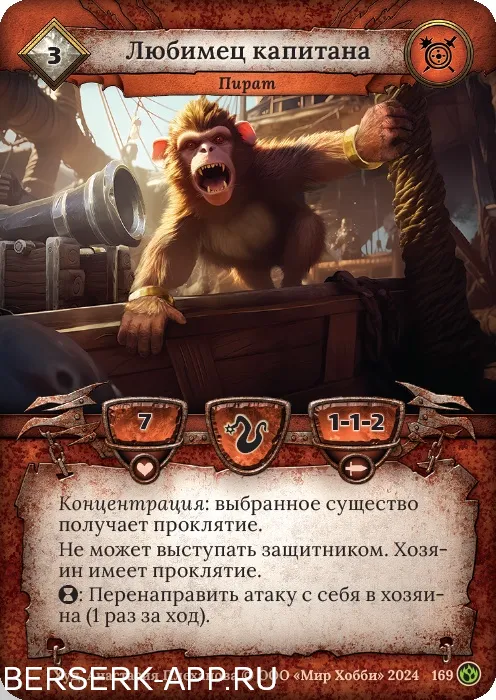 3
Любимец капитана
Пират
7
1-1-2
Концентрация: выбранное существо
получает проклятие.
Не может выступать защитником. Хозя-
ин имеет проклятие.
: Перенаправить атаку с себя в хозяи-
на (1 раз за ход).
© ООО «Мир Хобби» 2024 169
BERSERK-APP.RU